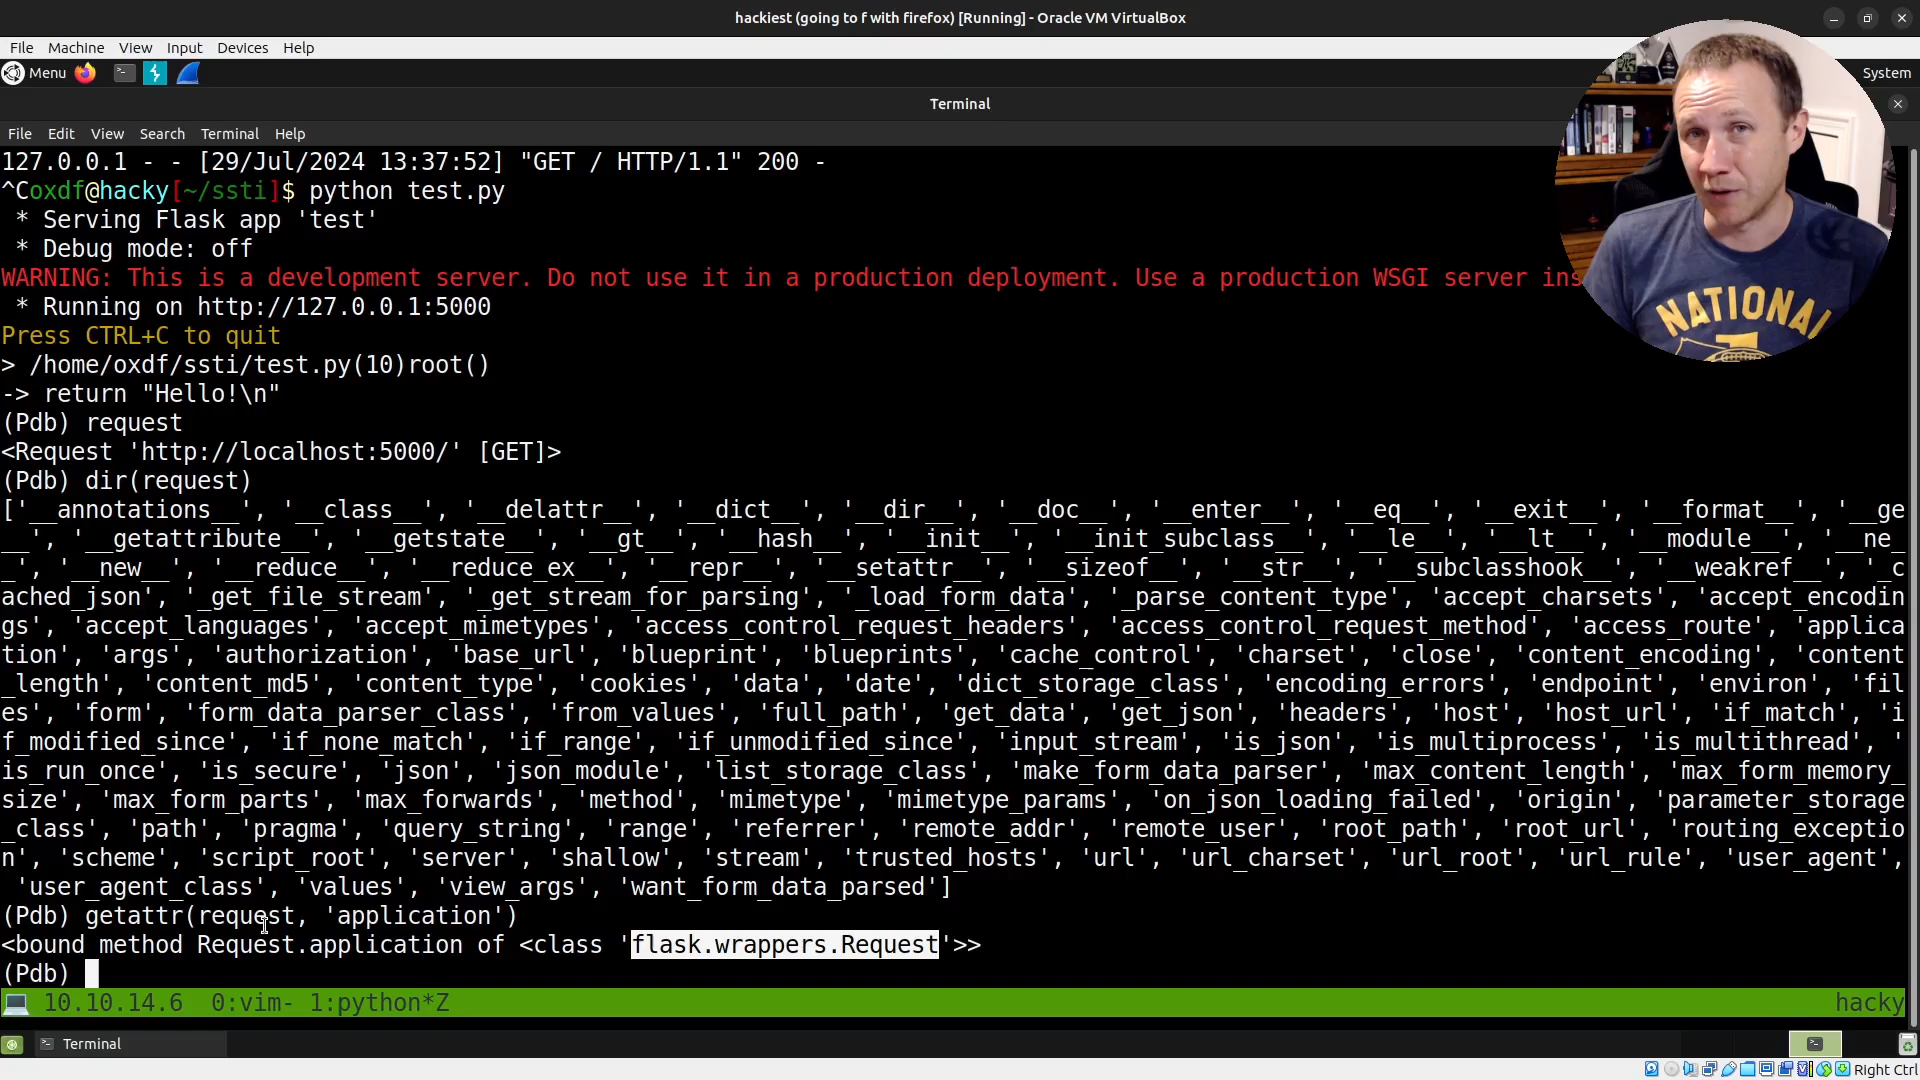 hackiest (going to f with firefox) [Running] - Oracle VM VirtualBox
File Machine View Input Devices Help
Menu System
Terminal
File Edit View Search Terminal Help
127.0.0.1 - - [29/Jul/2024 13:37:52] "GET / HTTP/1.1" 200 -
^Coxdf@hacky[~/ssti]$ python test.py
 * Serving Flask app 'test'
 * Debug mode: off
WARNING: This is a development server. Do not use it in a production deployment. Use a production WSGI server ins
 * Running on http://127.0.0.1:5000
Press CTRL+C to quit
> /home/oxdf/ssti/test.py(10)root()
-> return "Hello!\n"
(Pdb) request
<Request 'http://localhost:5000/' [GET]>
(Pdb) dir(request)
['__annotations__', '__class__', '__delattr__', '__dict__', '__dir__', '__doc__', '__enter__', '__eq__', '__exit__', '__format__', '__ge
__', '__getattribute__', '__getstate__', '__gt__', '__hash__', '__init__', '__init_subclass__', '__le__', '__lt__', '__module__', '__ne_
_', '__new__', '__reduce__', '__reduce_ex__', '__repr__', '__setattr__', '__sizeof__', '__str__', '__subclasshook__', '__weakref__', '_c
ached_json', '_get_file_stream', '_get_stream_for_parsing', '_load_form_data', '_parse_content_type', 'accept_charsets', 'accept_encodin
gs', 'accept_languages', 'accept_mimetypes', 'access_control_request_headers', 'access_control_request_method', 'access_route', 'applica
tion', 'args', 'authorization', 'base_url', 'blueprint', 'blueprints', 'cache_control', 'charset', 'close', 'content_encoding', 'content
_length', 'content_md5', 'content_type', 'cookies', 'data', 'date', 'dict_storage_class', 'encoding_errors', 'endpoint', 'environ', 'fil
es', 'form', 'form_data_parser_class', 'from_values', 'full_path', 'get_data', 'get_json', 'headers', 'host', 'host_url', 'if_match', 'i
f_modified_since', 'if_none_match', 'if_range', 'if_unmodified_since', 'input_stream', 'is_json', 'is_multiprocess', 'is_multithread', '
is_run_once', 'is_secure', 'json', 'json_module', 'list_storage_class', 'make_form_data_parser', 'max_content_length', 'max_form_memory_
size', 'max_form_parts', 'max_forwards', 'method', 'mimetype', 'mimetype_params', 'on_json_loading_failed', 'origin', 'parameter_storage
_class', 'path', 'pragma', 'query_string', 'range', 'referrer', 'remote_addr', 'remote_user', 'root_path', 'root_url', 'routing_exceptio
n', 'scheme', 'script_root', 'server', 'shallow', 'stream', 'trusted_hosts', 'url', 'url_charset', 'url_root', 'url_rule', 'user_agent',
 'user_agent_class', 'values', 'view_args', 'want_form_data_parsed']
(Pdb) getattr(request, 'application')
<bound method Request.application of <class 'flask.wrappers.Request'>>
(Pdb)
10.10.14.6 0:vim- 1:python*Z hacky
Terminal
Right Ctrl
NATIONAL